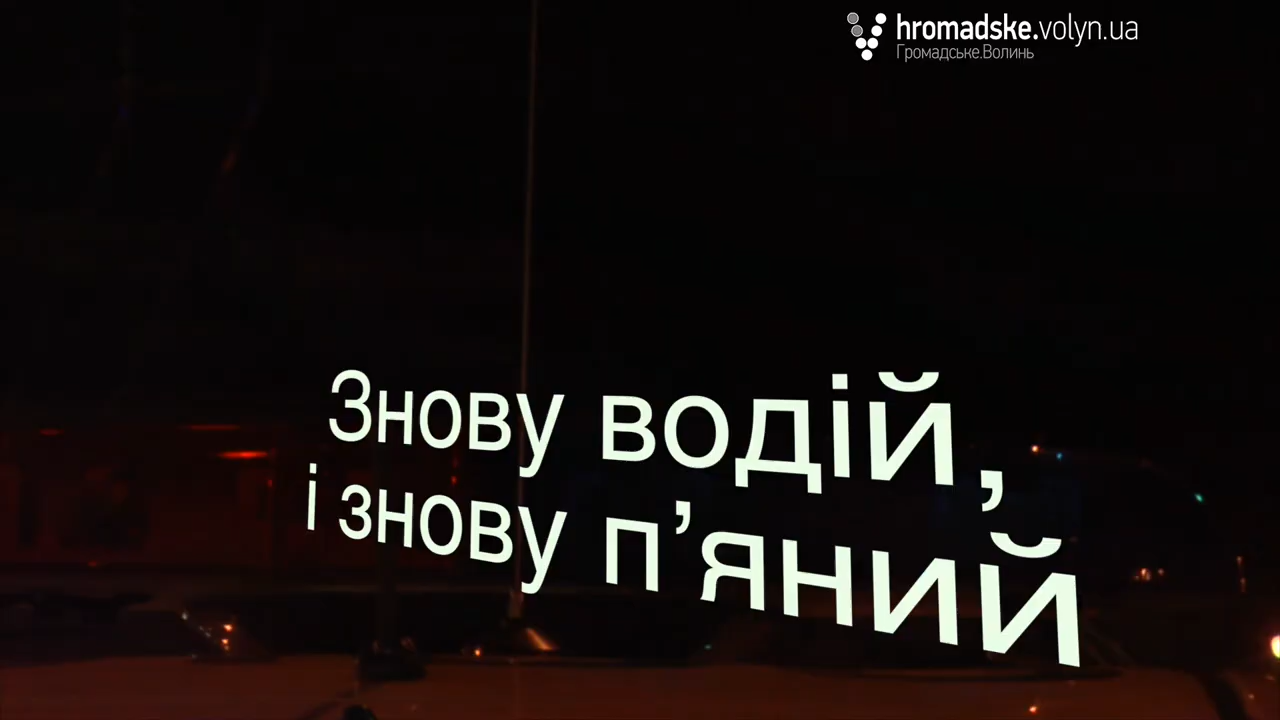 hromadske.volyn.ua
Громадське.Волинь
Знову водій,
і знову п’яний